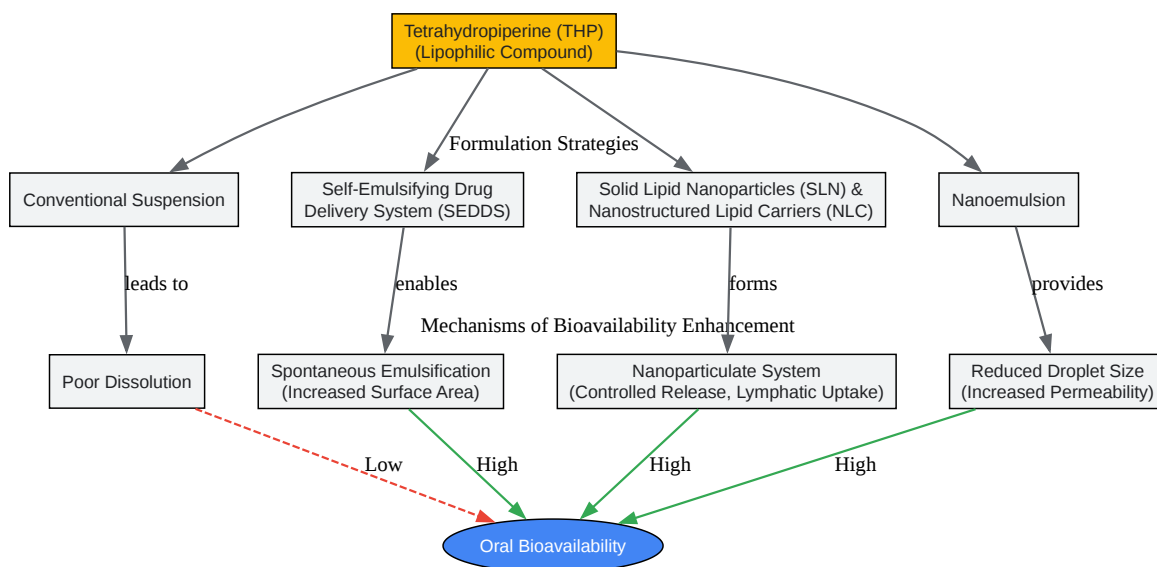 Tetrahydropiperine (THP)
(Lipophilic Compound)
Formulation Strategies
Conventional Suspension
Self-Emulsifying Drug
Delivery System (SEDDS)
Solid Lipid Nanoparticles (SLN) &
Nanostructured Lipid Carriers (NLC)
Nanoemulsion
leads to
enables
forms
provides
Mechanisms of Bioavailability Enhancement
Poor Dissolution
Spontaneous Emulsification
(Increased Surface Area)
Nanoparticulate System
(Controlled Release, Lymphatic Uptake)
Reduced Droplet Size
(Increased Permeability)
Low
High
High
High
Oral Bioavailability